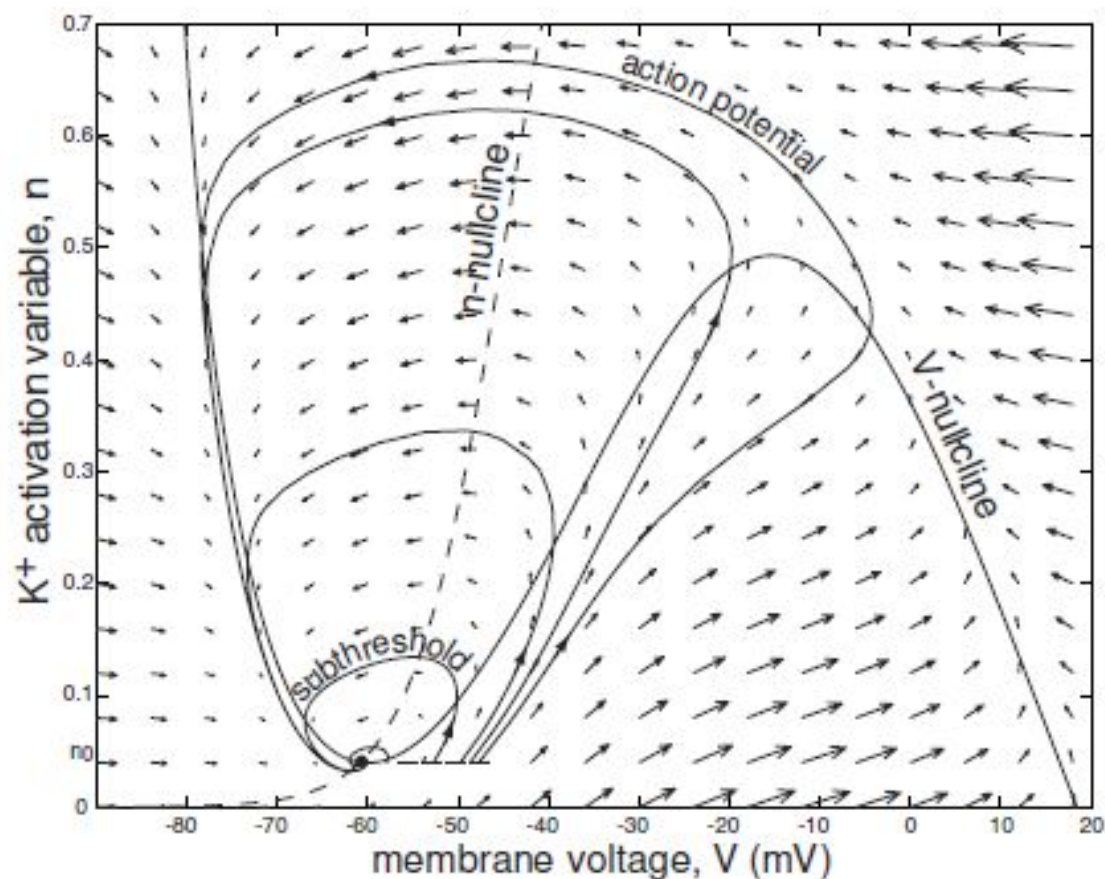 0.7
0.6
0.5
0.4
0.3
0.2
0.1
no
0
K+ activation variable, n
action potential
n-nullcline
V-nullcline
subthreshold
-80 -70 -60 -50 -40 -30 -20 -10 0 10 20
membrane voltage, V (mV)